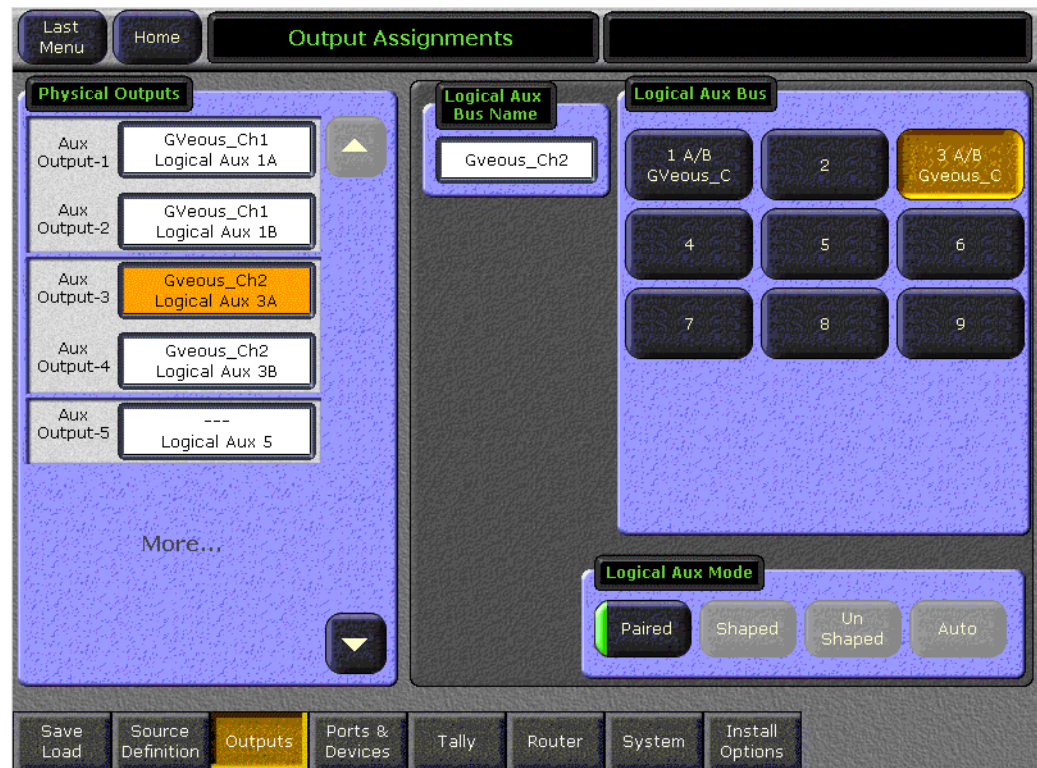 Last
Menu
Home
Output Assignments
Physical Outputs
Aux
Output-1
GVeous_Ch1
Logical Aux 1A
Aux
Output-2
GVeous_Ch1
Logical Aux 1B
Aux
Output-3
Gveous_Ch2
Logical Aux 3A
Aux
Output-4
Gveous_Ch2
Logical Aux 3B
Aux
Output-5
---
Logical Aux 5
More...
Logical Aux
Bus Name
Gveous_Ch2
Logical Aux Bus
1 A/B
GVeous_C
2
3 A/B
Gveous_C
4
5
6
7
8
9
Logical Aux Mode
Paired
Shaped
Un
Shaped
Auto
Save
Load
Source
Definition
Outputs
Ports &
Devices
Tally
Router
System
Install
Options